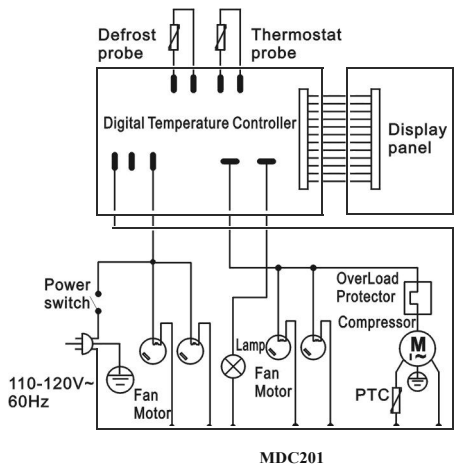 Defrost
probe
Thermostat
probe
Digital Temperature Controller
Display
panel
Power
switch
OverLoad
Protector
Compressor
Lamp
M
~
Fan
Motor
Fan
Motor
PTC
110-120V~
60Hz
MDC201